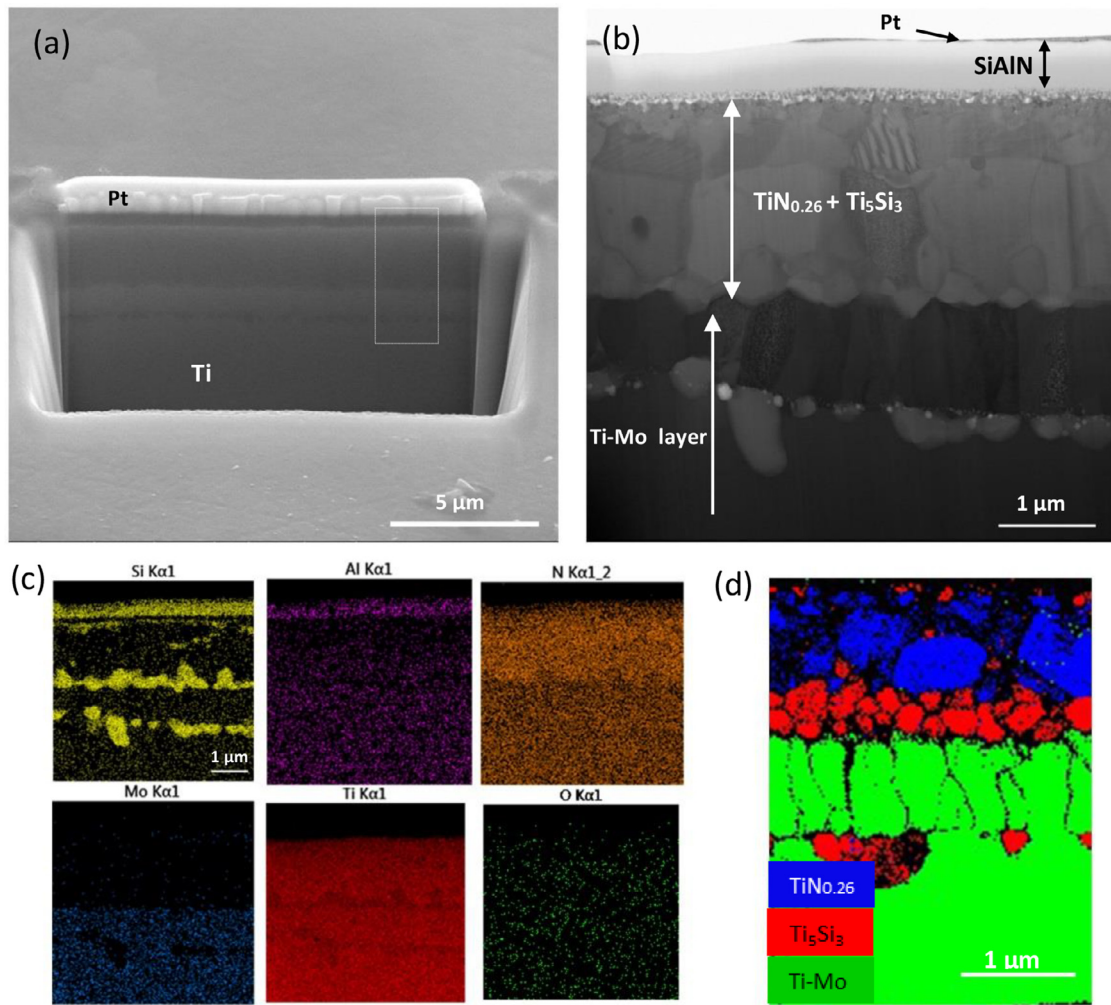 (a)
Pt
Ti
5 µm
(b)
Pt
SiAlN
TiN0.26 + Ti5Si3
Ti-Mo layer
1 µm
(c)
Si Kα1
Al Kα1
N Kα1_2
1 µm
Mo Kα1
Ti Kα1
O Kα1
(d)
TiN0.26
Ti5Si3
Ti-Mo
1 µm